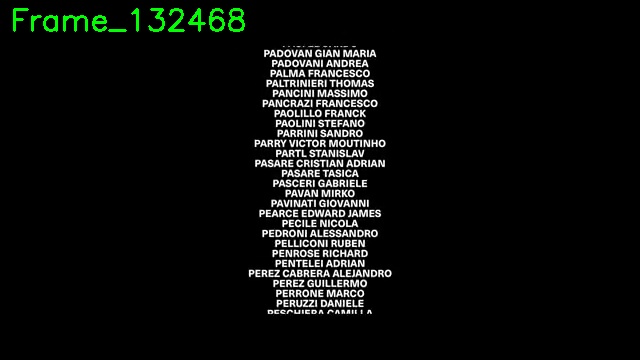 Frame_132468
PADOVAN GIAN MARIA
PADOVANI ANDREA
PALMA FRANCESCO
PALTRINIERI THOMAS
PANCINI MASSIMO
PANCRAZI FRANCESCO
PAOLILLO FRANCK
PAOLINI STEFANO
PARRINI SANDRO
PARRY VICTOR MOUTINHO
PARTL STANISLAV
PASARE CRISTIAN ADRIAN
PASARE TASICA
PASCERI GABRIELE
PAVAN MIRKO
PAVINATI GIOVANNI
PEARCE EDWARD JAMES
PECILE NICOLA
PEDRONI ALESSANDRO
PELLICONI RUBEN
PENROSE RICHARD
PENTELEI ADRIAN
PEREZ CABRERA ALEJANDRO
PEREZ GUILLERMO
PERRONE MARCO
PERUZZI DANIELE
PESCHIERA CAMILLA